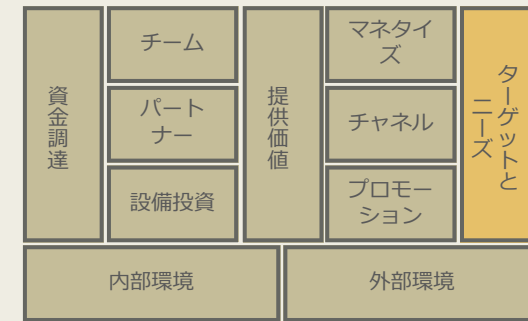 資金調達
チーム
パート
ナー
設備投資
提供価値
マネタイ
ズ
チャネル
プロモー
ション
ターゲットと
ニーズ
内部環境
外部環境